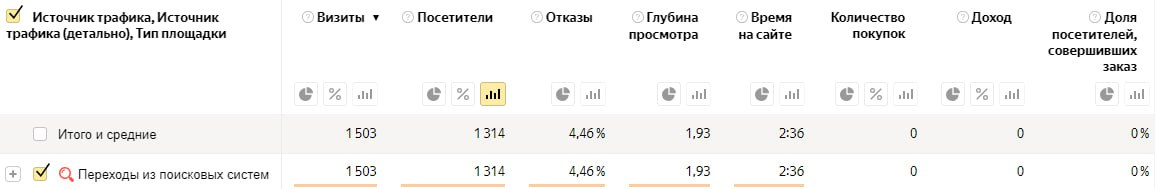 Источник трафика, Источник трафика (детально), Тип площадки
Визиты ▼
Посетители
Отказы
Глубина просмотра
Время на сайте
Количество покупок
Доход
Доля посетителей, совершивших заказ
Итого и средние 1 503 1 314 4,46 % 1,93 2:36 0 0 0 %
Переходы из поисковых систем 1 503 1 314 4,46 % 1,93 2:36 0 0 0 %